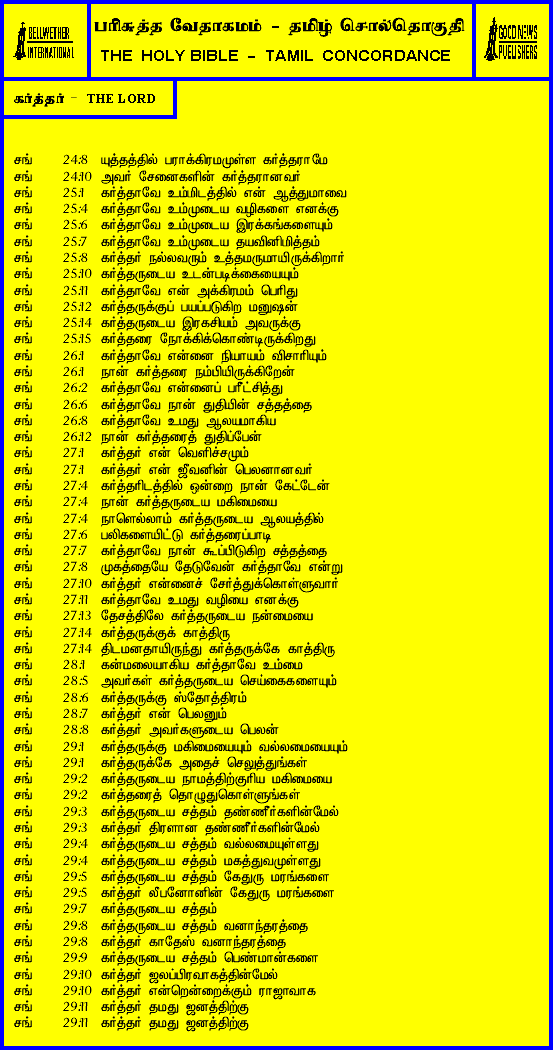 BELLWETHER
INTERNATIONAL
பரிசுத்த வேதாகமம் - தமிழ் சொல்தொகுதி
THE HOLY BIBLE - TAMIL CONCORDANCE
GOOD NEWS
PUBLISHERS
கர்த்தர் - THE LORD
சங் 24:8 யுத்தத்தில் பராக்கிரமமுள்ள கர்த்தராமே
சங் 24:10 அவர் சேனைகளின் கர்த்தரானவர்
சங் 25:1 கர்த்தாவே உம்மிடத்தில் என் ஆத்துமாவை
சங் 25:4 கர்த்தாவே உம்முடைய வழிகளை எனக்கு
சங் 25:6 கர்த்தாவே உம்முடைய இரக்கங்களையும்
சங் 25:7 கர்த்தாவே உம்முடைய தயவினிமித்தம்
சங் 25:8 கர்த்தர் நல்லவரும் உத்தமருமாயிருக்கிறார்
சங் 25:10 கர்த்தருடைய உடன்படிக்கையையும்
சங் 25:11 கர்த்தாவே என் அக்கிரமம் பெரிது
சங் 25:12 கர்த்தருக்குப் பயப்படுகிற மனுஷன்
சங் 25:14 கர்த்தருடைய இரகசியம் அவருக்கு
சங் 25:15 கர்த்தரை நோக்கிக்கொண்டிருக்கிறது
சங் 26:1 கர்த்தாவே என்னை நியாயம் விசாரியும்
சங் 26:1 நான் கர்த்தரை நம்பியிருக்கிறேன்
சங் 26:2 கர்த்தாவே என்னைப் பரீட்சித்து
சங் 26:6 கர்த்தாவே நான் துதியின் சத்தத்தை
சங் 26:8 கர்த்தாவே உமது ஆலயமாகிய
சங் 26:12 நான் கர்த்தரைத் துதிப்பேன்
சங் 27:1 கர்த்தர் என் வெளிச்சமும்
சங் 27:1 கர்த்தர் என் ஜீவனின் பெலனானவர்
சங் 27:4 கர்த்தரிடத்தில் ஒன்றை நான் கேட்டேன்
சங் 27:4 நான் கர்த்தருடைய மகிமையை
சங் 27:4 நாளெல்லாம் கர்த்தருடைய ஆலயத்தில்
சங் 27:6 பலிகளையிட்டு கர்த்தரைப்பாடி
சங் 27:7 கர்த்தாவே நான் கூப்பிடுகிற சத்தத்தை
சங் 27:8 முகத்தையே தேடுவேன் கர்த்தாவே என்று
சங் 27:10 கர்த்தர் என்னைச் சேர்த்துக்கொள்ளுவார்
சங் 27:11 கர்த்தாவே உமது வழியை எனக்கு
சங் 27:13 தேசத்திலே கர்த்தருடைய நன்மையை
சங் 27:14 கர்த்தருக்குக் காத்திரு
சங் 27:14 திடமனதாயிருந்து கர்த்தருக்கே காத்திரு
சங் 28:1 கன்மலையாகிய கர்த்தாவே உம்மை
சங் 28:5 அவர்கள் கர்த்தருடைய செய்கைகளையும்
சங் 28:6 கர்த்தருக்கு ஸ்தோத்திரம்
சங் 28:7 கர்த்தர் என் பெலனும்
சங் 28:8 கர்த்தர் அவர்களுடைய பெலன்
சங் 29:1 கர்த்தருக்கு மகிமையையும் வல்லமையையும்
சங் 29:1 கர்த்தருக்கே அதைச் செலுத்துங்கள்
சங் 29:2 கர்த்தருடைய நாமத்திற்குரிய மகிமையை
சங் 29:2 கர்த்தரைத் தொழுதுகொள்ளுங்கள்
சங் 29:3 கர்த்தருடைய சத்தம் தண்ணீர்களின்மேல்
சங் 29:3 கர்த்தர் திரளான தண்ணீர்களின்மேல்
சங் 29:4 கர்த்தருடைய சத்தம் வல்லமையுள்ளது
சங் 29:4 கர்த்தருடைய சத்தம் மகத்துவமுள்ளது
சங் 29:5 கர்த்தருடைய சத்தம் கேதுரு மரங்களை
சங் 29:5 கர்த்தர் லீபனோனின் கேதுரு மரங்களை
சங் 29:7 கர்த்தருடைய சத்தம்
சங் 29:8 கர்த்தருடைய சத்தம் வனாந்தரத்தை
சங் 29:8 கர்த்தர் காதேஸ் வனாந்தரத்தை
சங் 29:9 கர்த்தருடைய சத்தம் பெண்மான்களை
சங் 29:10 கர்த்தர் ஜலப்பிரவாகத்தின்மேல்
சங் 29:10 கர்த்தர் என்றென்றைக்கும் ராஜாவாக
சங் 29:11 கர்த்தர் தமது ஜனத்திற்கு
சங் 29:11 கர்த்தர் தமது ஜனத்திற்கு